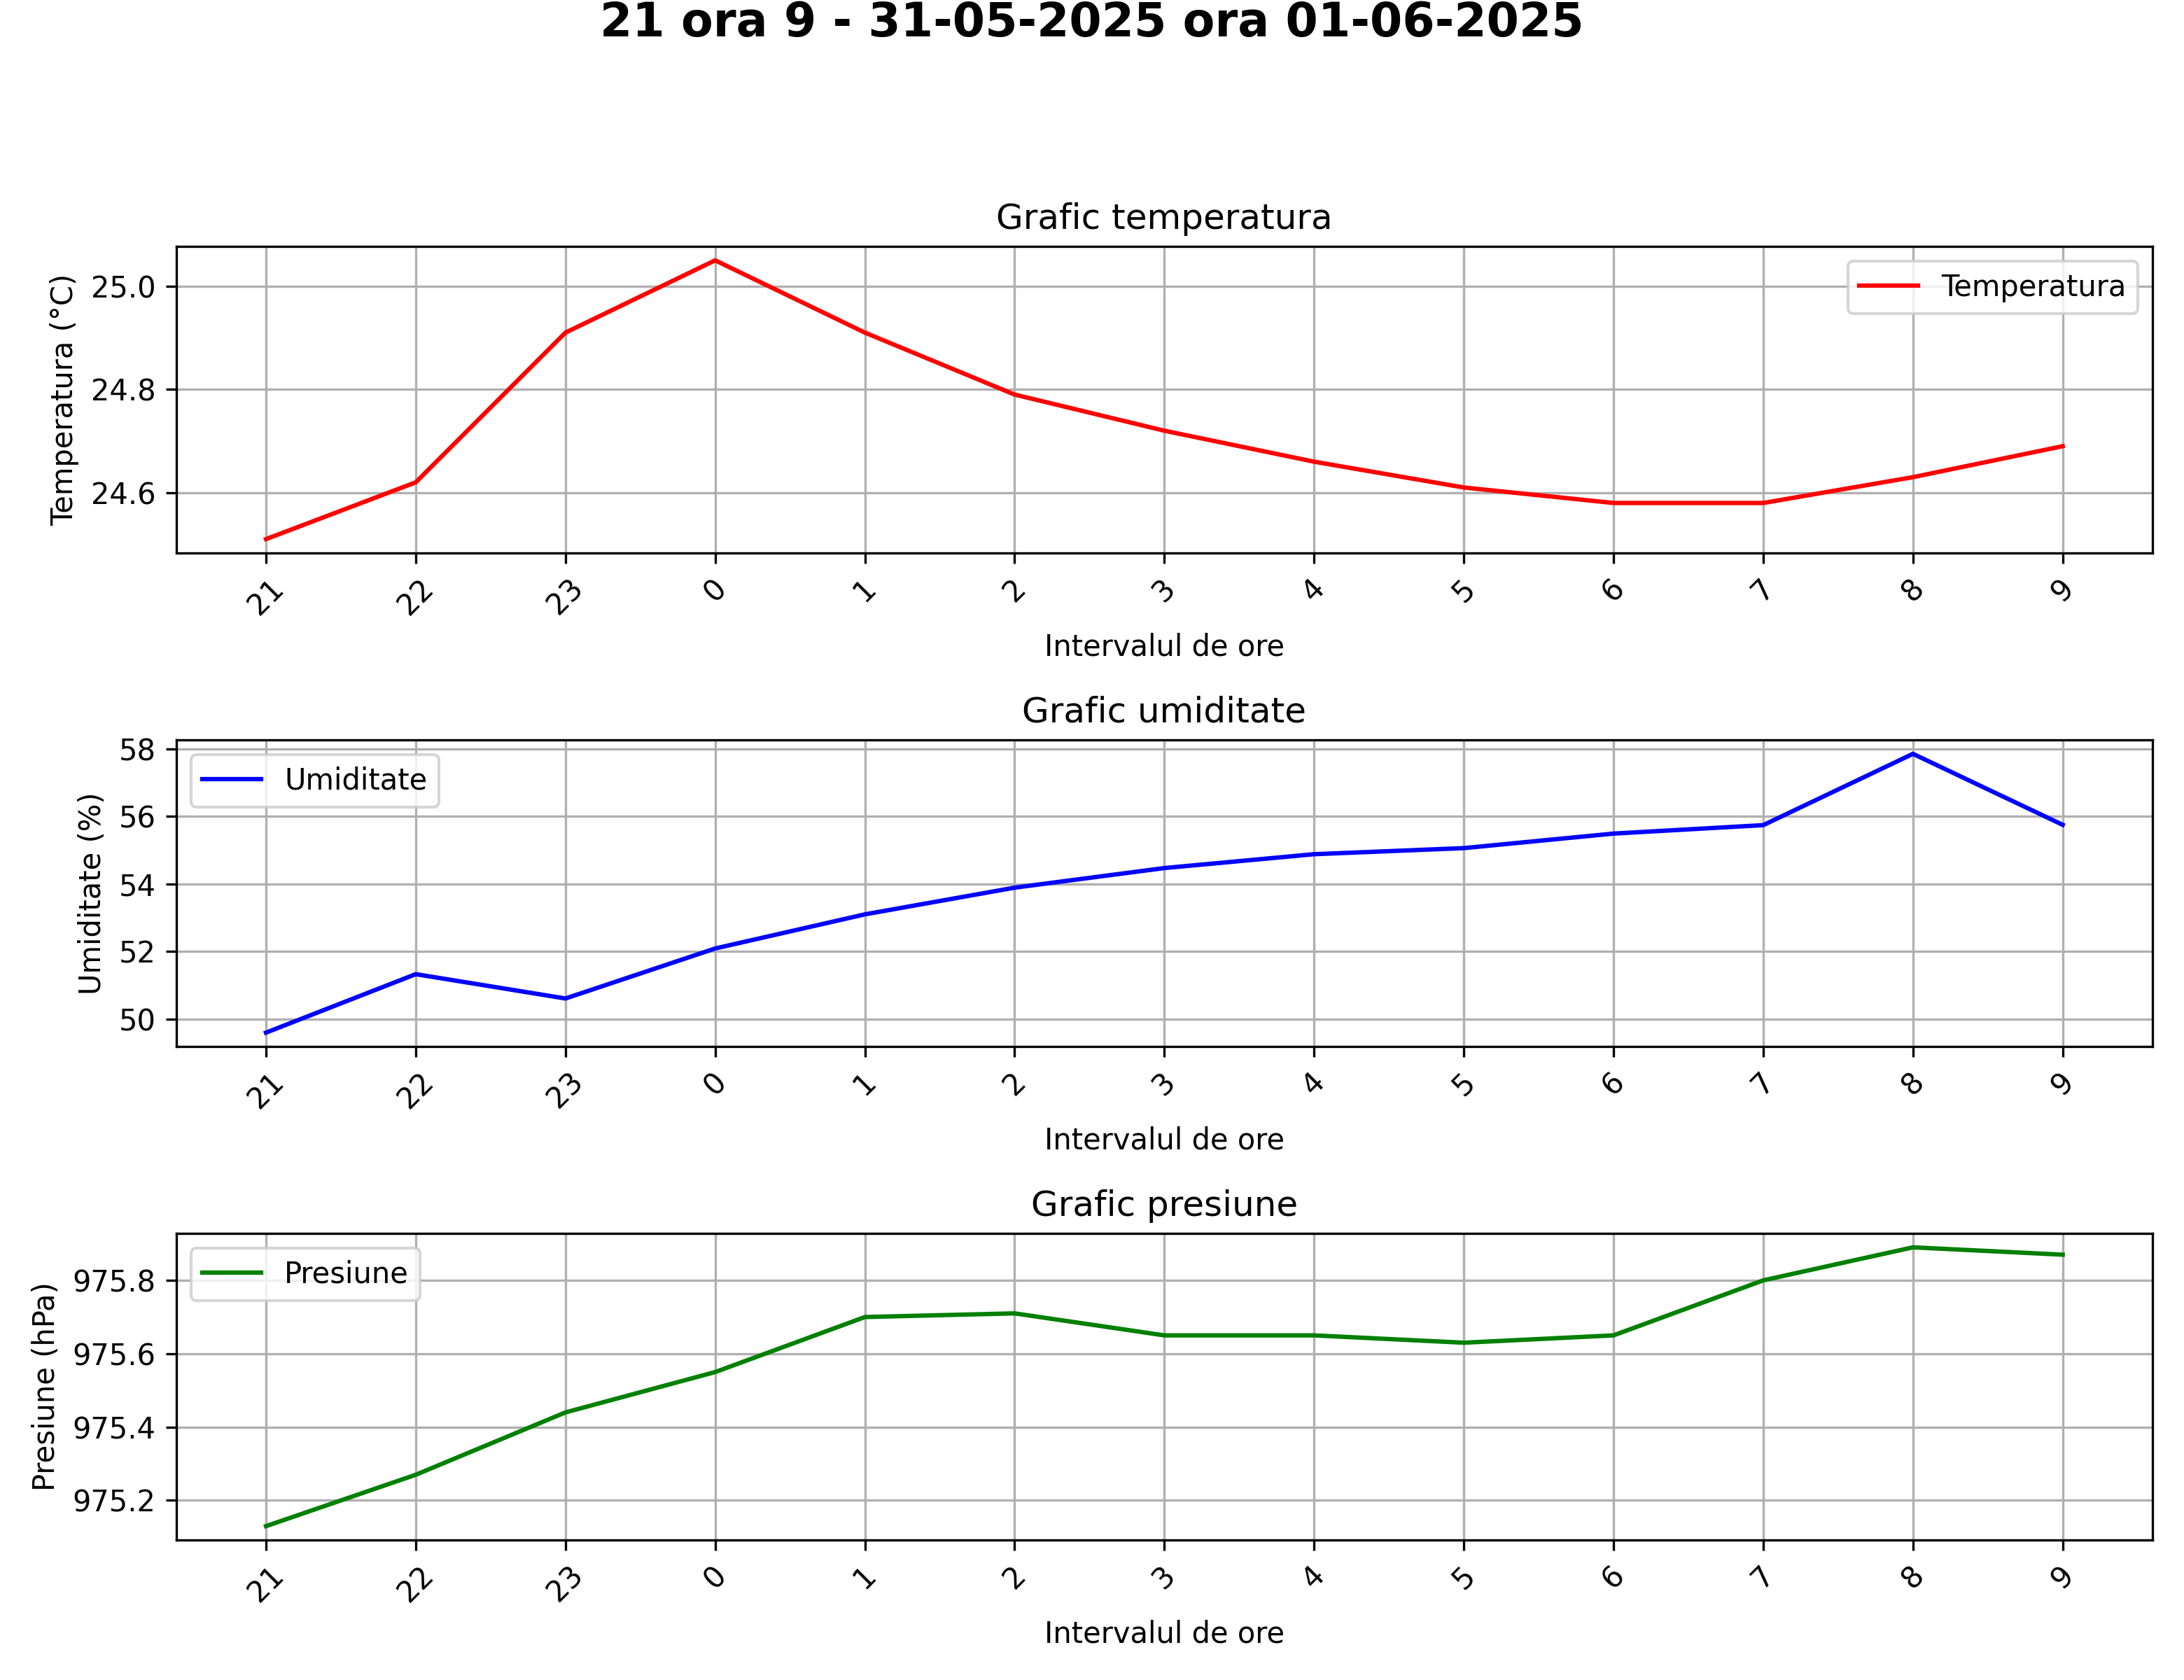 21 ora 9 - 31-05-2025 ora 01-06-2025
Grafic temperatura
Temperatura (°C)
25.0
24.8
24.6
Temperatura
21 22 23 0 1 2 3 4 5 6 7 8 9
Intervalul de ore
Grafic umiditate
Umiditate (%)
58
56
54
52
50
Umiditate
21 22 23 0 1 2 3 4 5 6 7 8 9
Intervalul de ore
Grafic presiune
Presiune (hPa)
975.8
975.6
975.4
975.2
Presiune
21 22 23 0 1 2 3 4 5 6 7 8 9
Intervalul de ore